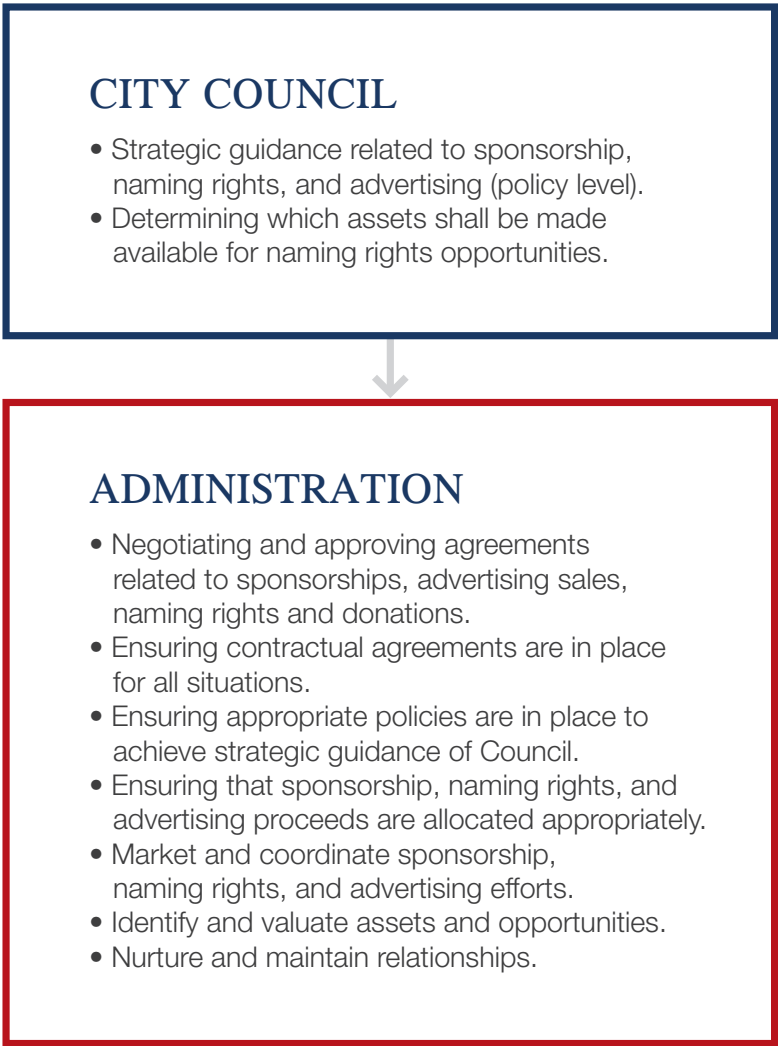 CITY COUNCIL
• Strategic guidance related to sponsorship,
naming rights, and advertising (policy level).
• Determining which assets shall be made
available for naming rights opportunities.
ADMINISTRATION
• Negotiating and approving agreements
related to sponsorships, advertising sales,
naming rights and donations.
• Ensuring contractual agreements are in place
for all situations.
• Ensuring appropriate policies are in place to
achieve strategic guidance of Council.
• Ensuring that sponsorship, naming rights, and
advertising proceeds are allocated appropriately.
• Market and coordinate sponsorship,
naming rights, and advertising efforts.
• Identify and valuate assets and opportunities.
• Nurture and maintain relationships.